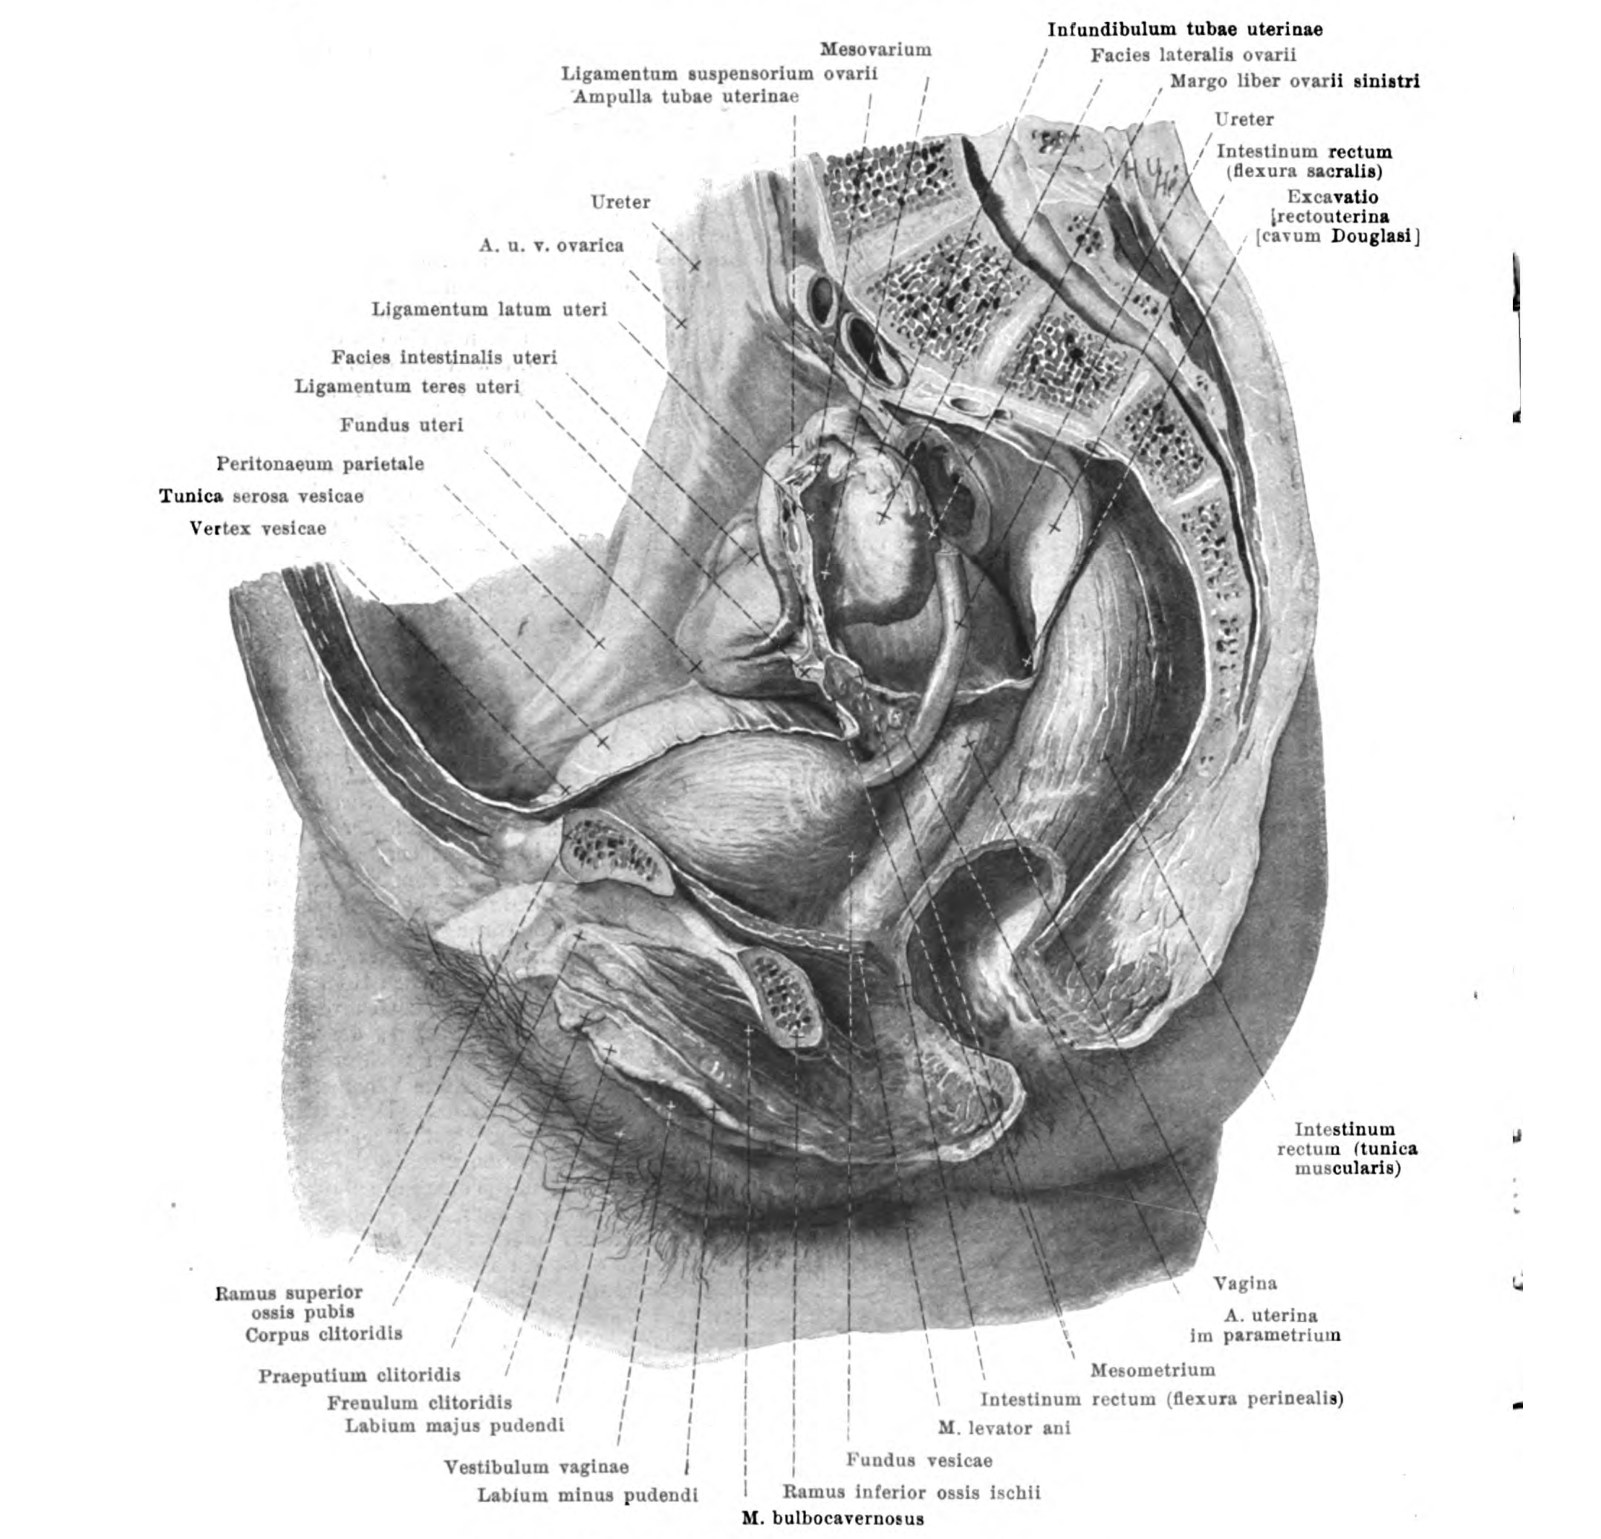 Infundibulum tubae uterinae
Mesovarium
Facies lateralis ovarii
Ligamentum suspensorium ovarii
Margo liber ovarii sinistri
Ampulla tubae uterinae
Ureter
Intestinum rectum
(flexura sacralis)
Excavatio
[rectouterina
[cavum Douglasi]
Ureter
A. u. v. ovarica
Ligamentum latum uteri
Facies intestinalis uteri
Ligamentum teres uteri
Fundus uteri
Peritonaeum parietale
Tunica serosa vesicae
Vertex vesicae
Intestinum
rectum (tunica
muscularis)
Ramus superior
ossis pubis
Corpus clitoridis
Praeputium clitoridis
Frenulum clitoridis
Labium majus pudendi
Vestibulum vaginae
Labium minus pudendi
M. bulbocavernosus
Ramus inferior ossis ischii
Fundus vesicae
M. levator ani
Intestinum rectum (flexura perinealis)
Mesometrium
A. uterina
im parametrium
Vagina